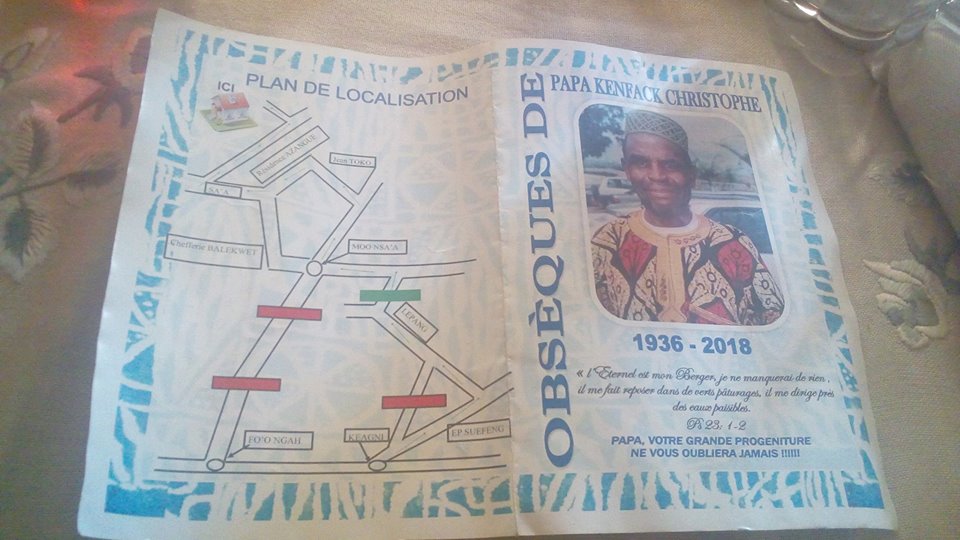 ICI
PLAN DE LOCALISATION
Résidence AZANGUE
Jean TOKO
SA'A
Chefferie BALEKWET
MOO NSA'A
LEPANG
FO'O NGAH
KEAGNI
EP SUEFENG
OBSÈQUES DE
PAPA KENFACK CHRISTOPHE
1936 - 2018
« l'Eternel est mon Berger, je ne manquerai de rien ,
il me fait reposer dans de verts pâturages, il me dirige près
des eaux paisibles.
Ps 23: 1-2
PAPA, VOTRE GRANDE PROGENITURE
NE VOUS OUBLIERA JAMAIS !!!!!!